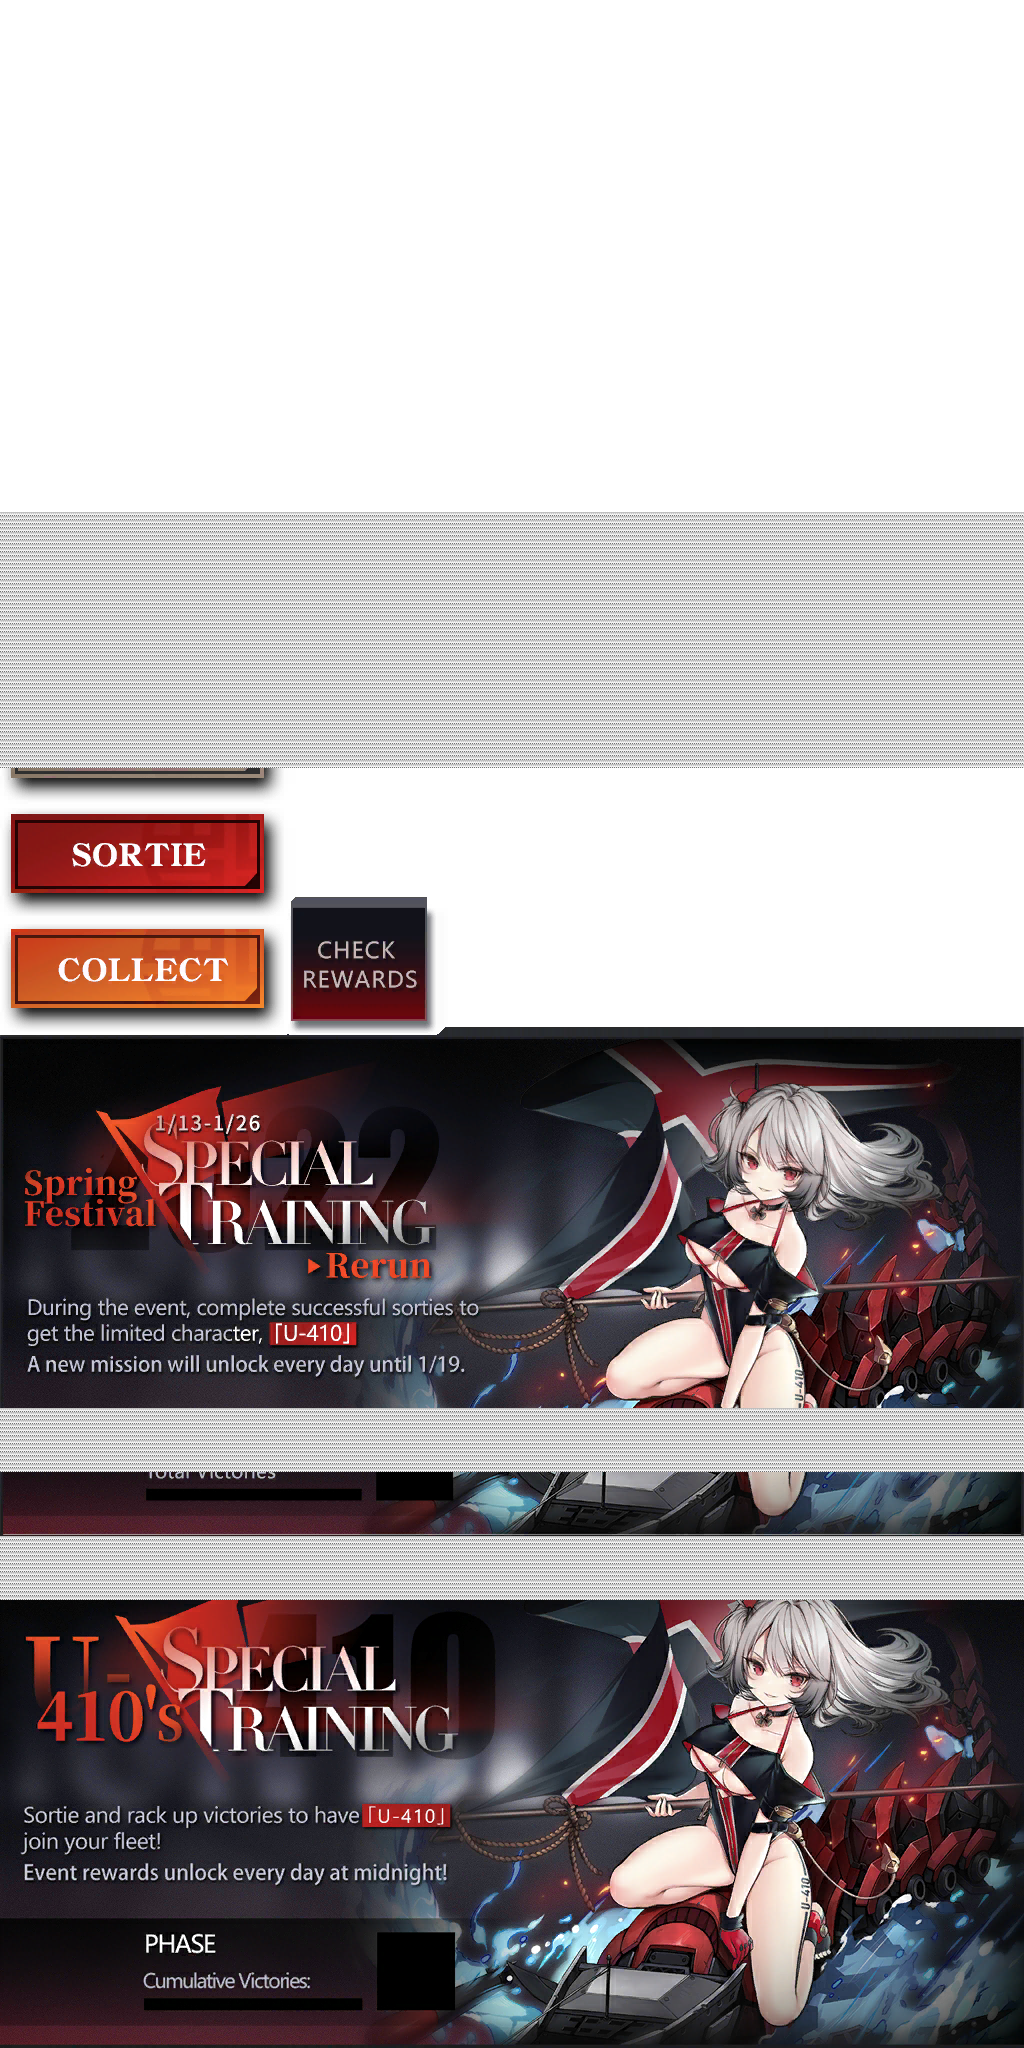 SORTIE
COLLECT
CHECK
REWARDS
1/13-1/26
Spring
Festival
SPECIAL
TRAINING
Rerun
During the event, complete successful sorties to
get the limited character, 「U-410」
A new mission will unlock every day until 1/19.
U-410
Total Victories
U-
410's
SPECIAL
TRAINING
410
Sortie and rack up victories to have 「U-410」
join your fleet!
Event rewards unlock every day at midnight!
U-410
PHASE
Cumulative Victories: